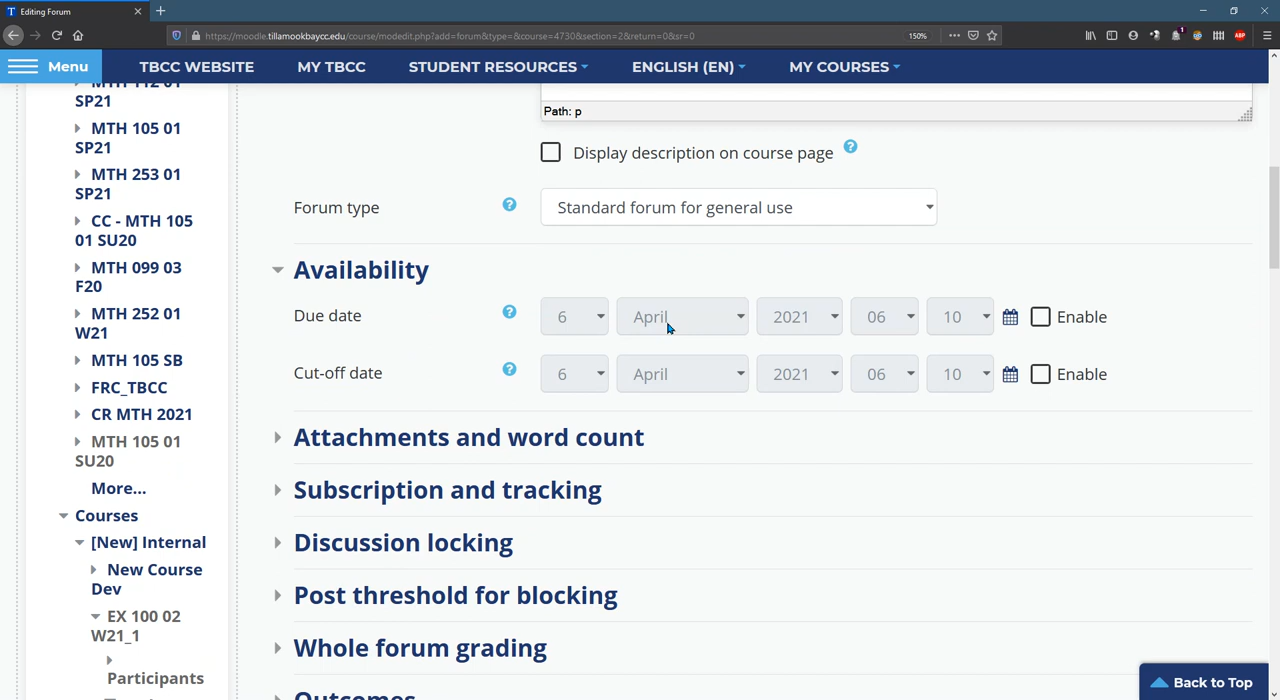 Editing Forum
https://moodle.tillamookbaycc.edu/course/modedit.php?add=forum&type=&course=4730&section=2&return=0&sr=0
150%
1
ABP
Menu
TBCC WEBSITE
MY TBCC
STUDENT RESOURCES
ENGLISH (EN)
MY COURSES
MTH 112 01
SP21
MTH 105 01
SP21
MTH 253 01
SP21
CC - MTH 105
01 SU20
MTH 099 03
F20
MTH 252 01
W21
MTH 105 SB
FRC_TBCC
CR MTH 2021
MTH 105 01
SU20
More...
Courses
[New] Internal
New Course
Dev
EX 100 02
W21_1
Participants
Path: p
Display description on course page
Forum type
Standard forum for general use
Availability
Due date
6
April
2021
06
10
Enable
Cut-off date
6
April
2021
06
10
Enable
Attachments and word count
Subscription and tracking
Discussion locking
Post threshold for blocking
Whole forum grading
Outcomes
Back to Top